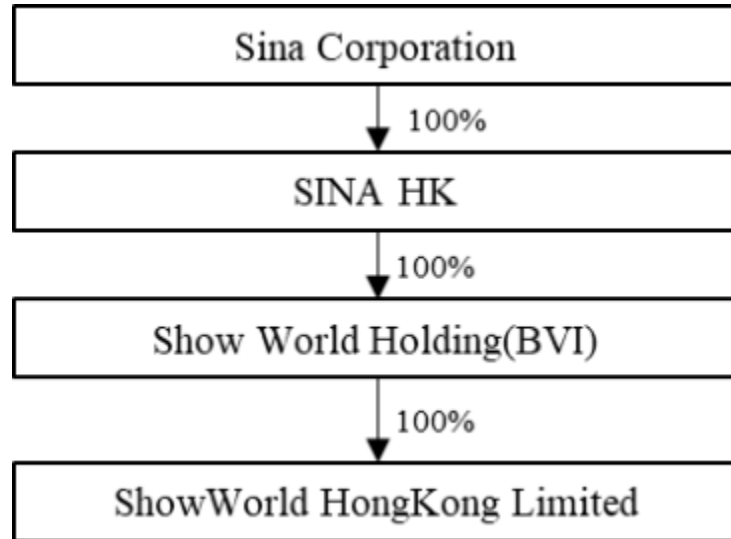 Sina Corporation
100%
SINA HK
100%
Show World Holding(BVI)
100%
ShowWorld HongKong Limited